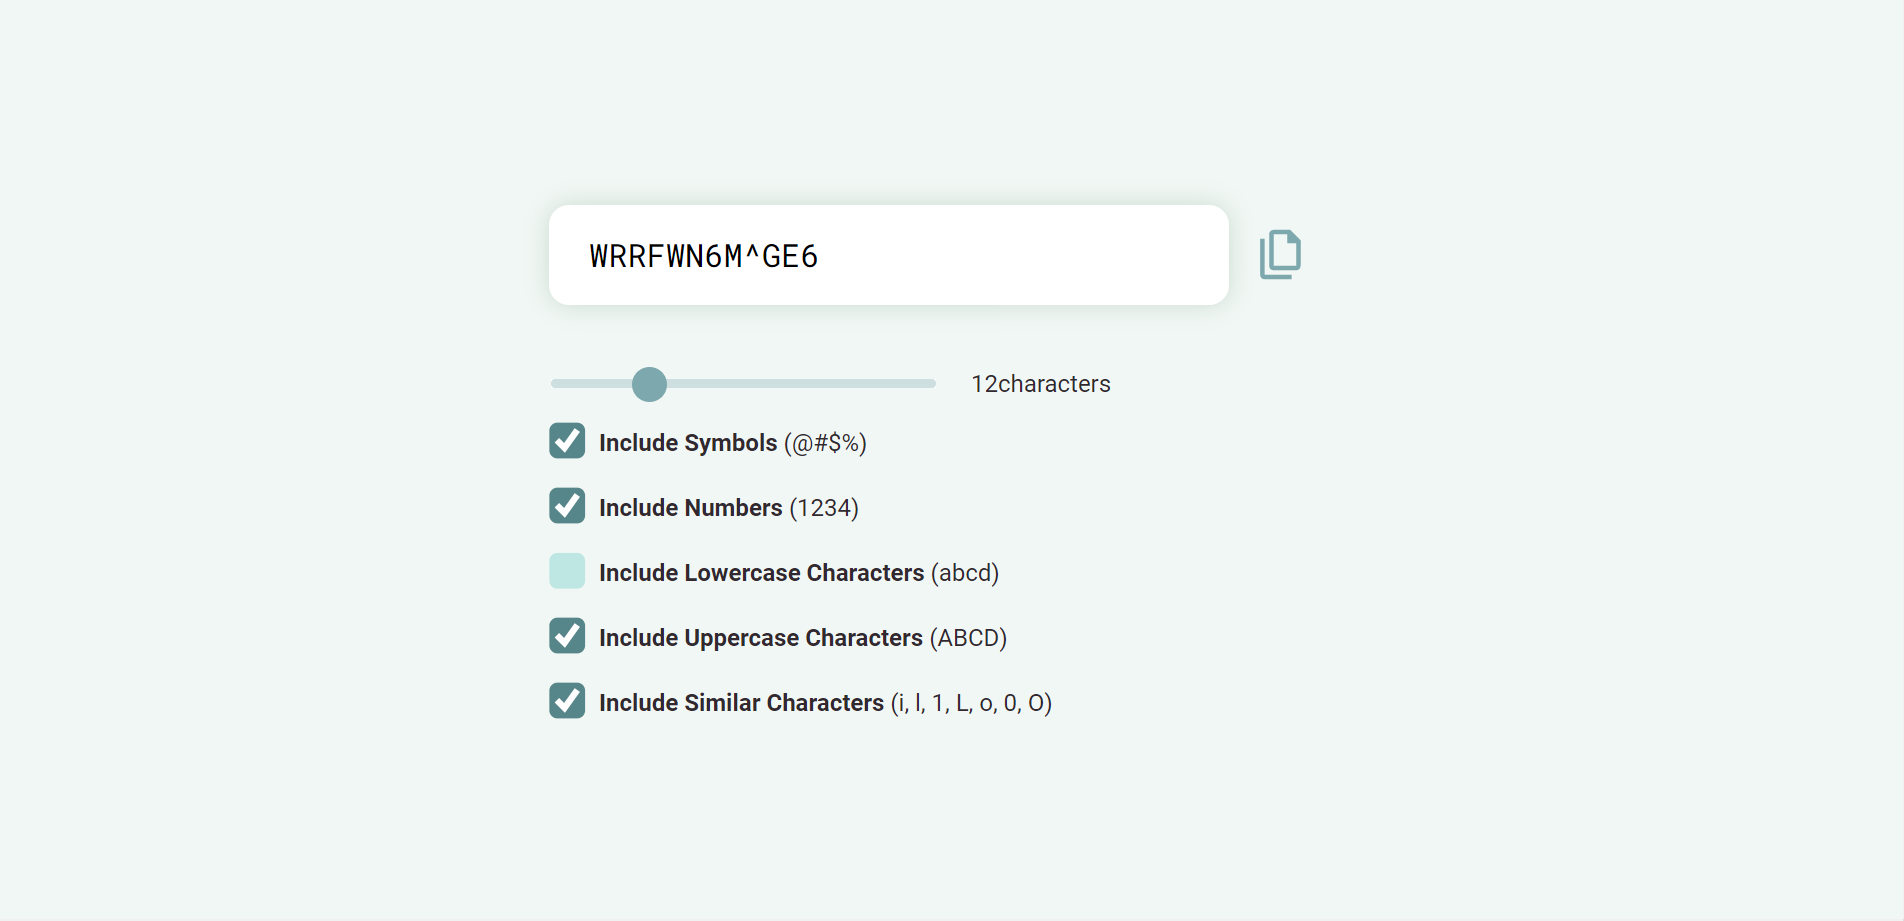 WRRFWN6M^GE6
12characters
Include Symbols (@#$%)
Include Numbers (1234)
Include Lowercase Characters (abcd)
Include Uppercase Characters (ABCD)
Include Similar Characters (i, l, 1, L, o, 0, O)